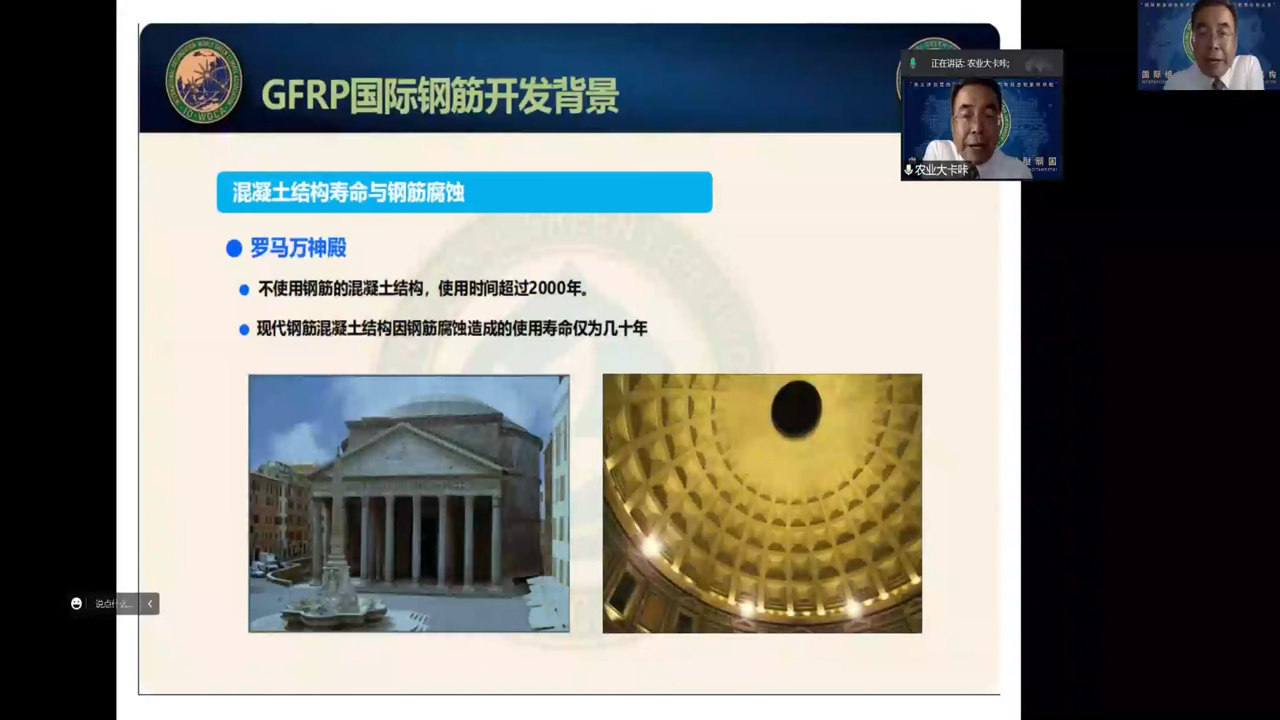 GFRP国际钢筋开发背景
正在讲话: 农业大卡咔;
农业大卡咔
混凝土结构寿命与钢筋腐蚀
罗马万神殿
不使用钢筋的混凝土结构，使用时间超过2000年。
现代钢筋混凝土结构因钢筋腐蚀造成的使用寿命仅为几十年
说点什么...